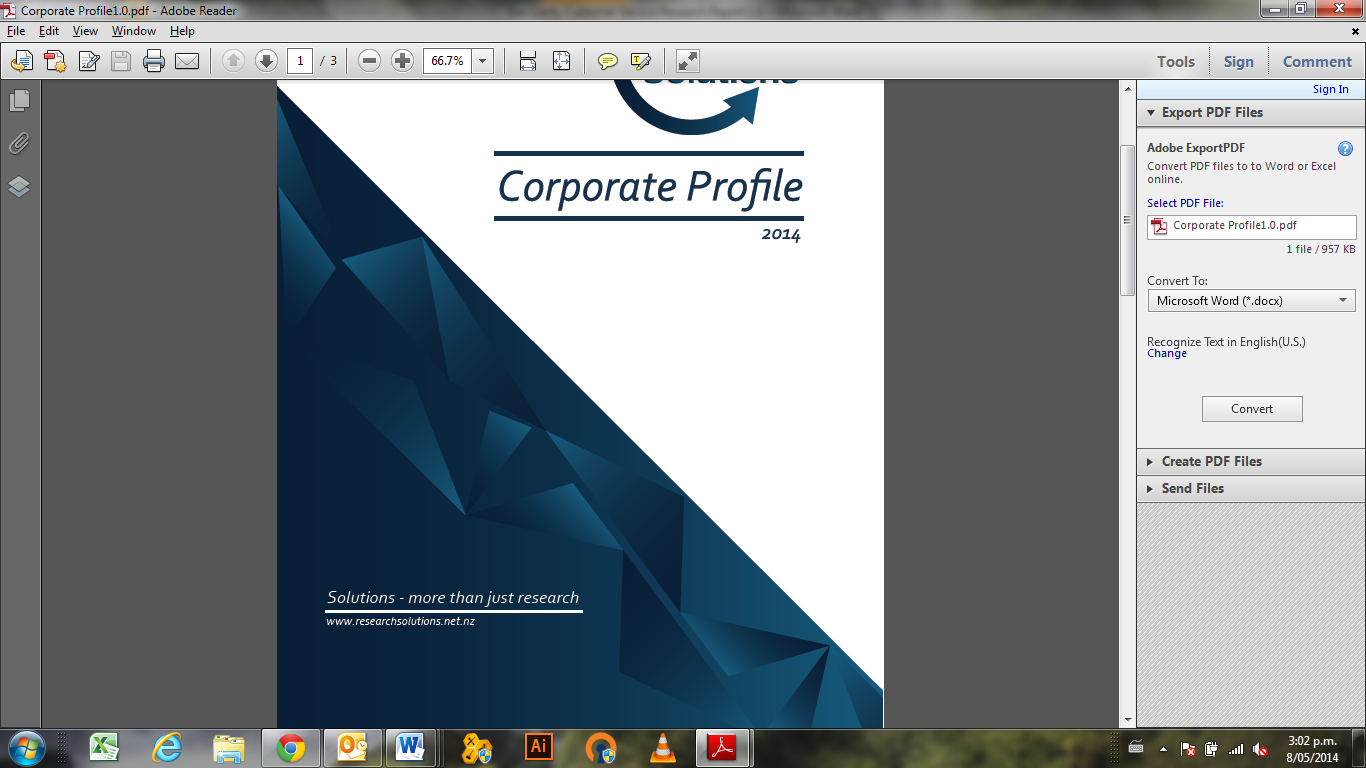 Corporate Profile1.0.pdf - Adobe Reader
File Edit View Window Help
1 / 3 66.7% Tools Sign Comment
Sign In
Export PDF Files
Adobe ExportPDF
Convert PDF files to to Word or Excel
online.
Select PDF File:
Corporate Profile1.0.pdf
1 file / 957 KB
Convert To:
Microsoft Word (*.docx)
Recognize Text in English(U.S.)
Change
Convert
Create PDF Files
Send Files
Solutions
Corporate Profile
2014
Solutions - more than just research
www.researchsolutions.net.nz
Ai
3:02 p.m.
8/05/2014